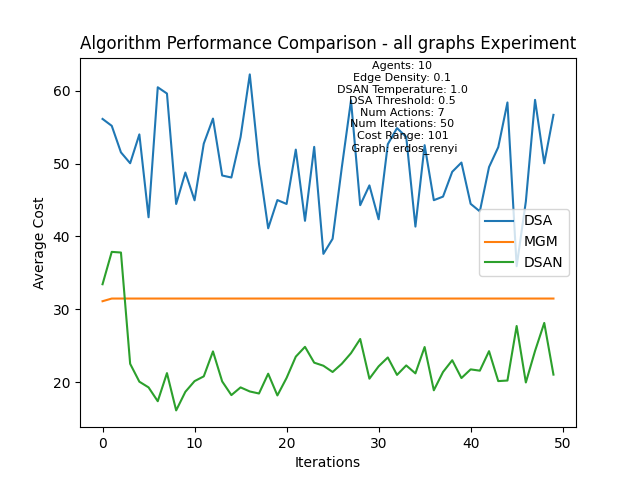 Algorithm Performance Comparison - all graphs Experiment
Agents: 10
Edge Density: 0.1
DSAN Temperature: 1.0
DSA Threshold: 0.5
Num Actions: 7
Num Iterations: 50
Cost Range: 101
Graph: erdos_renyi
60
50
40
30
20
Average Cost
DSA
MGM
DSAN
0
10
20
30
40
50
Iterations